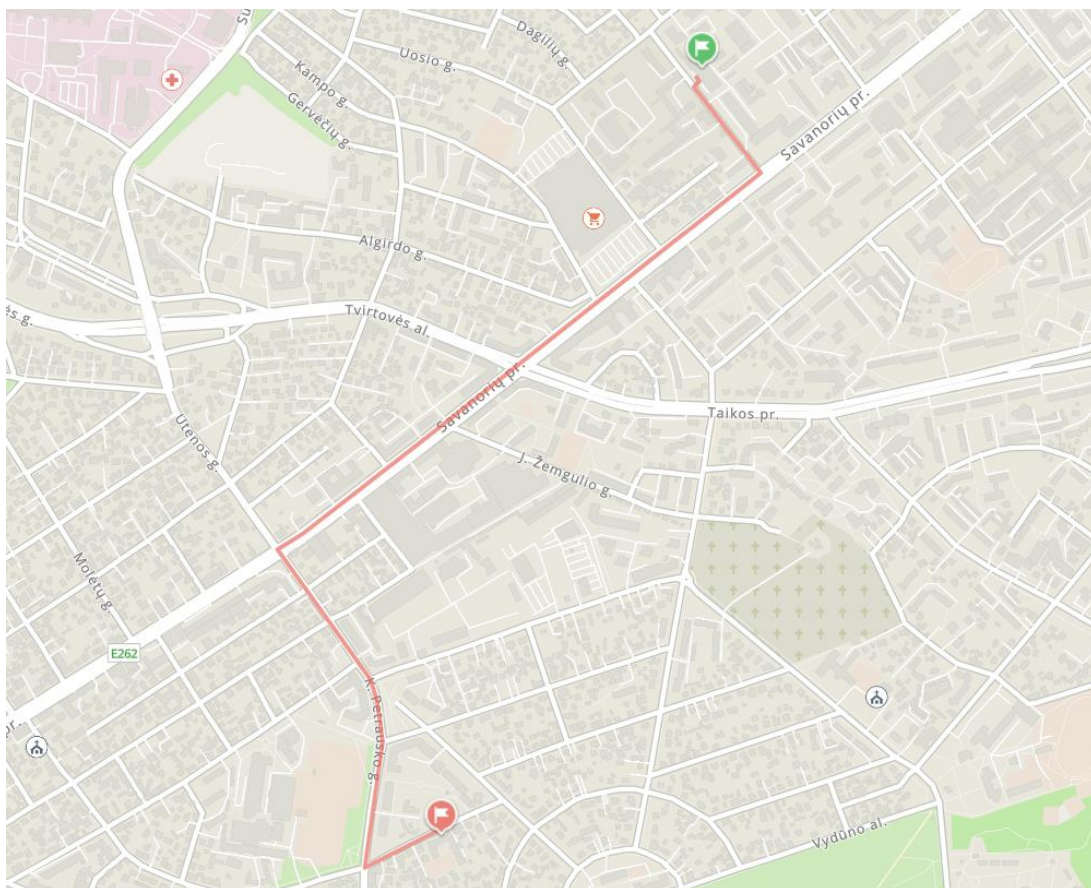 Su
Dagilių g.
Uosio g.
Kampo g.
Gervėčių g.
Savanorių pr.
Algirdo g.
Tvirtovės al.
ės g.
Savanorių pr.
Taikos pr.
Utenos g.
J. Žemgulio g.
Molėtų g.
E262
K. Petrausko g.
pr.
Vydūno al.